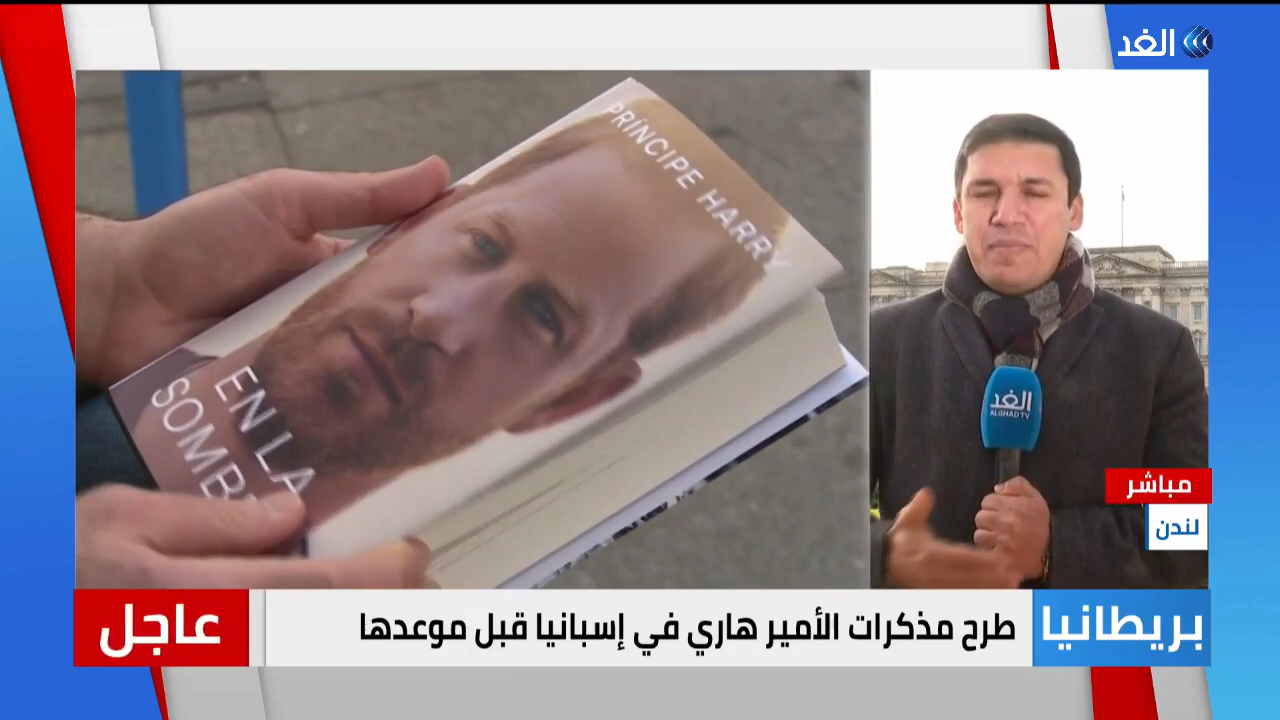 الغد
PRÍNCIPE HARRY
EN LA
الغد
ALGHAD TV
مباشر
لندن
بريطانيا
طرح مذكرات الأمير هاري في إسبانيا قبل موعدها
عاجل